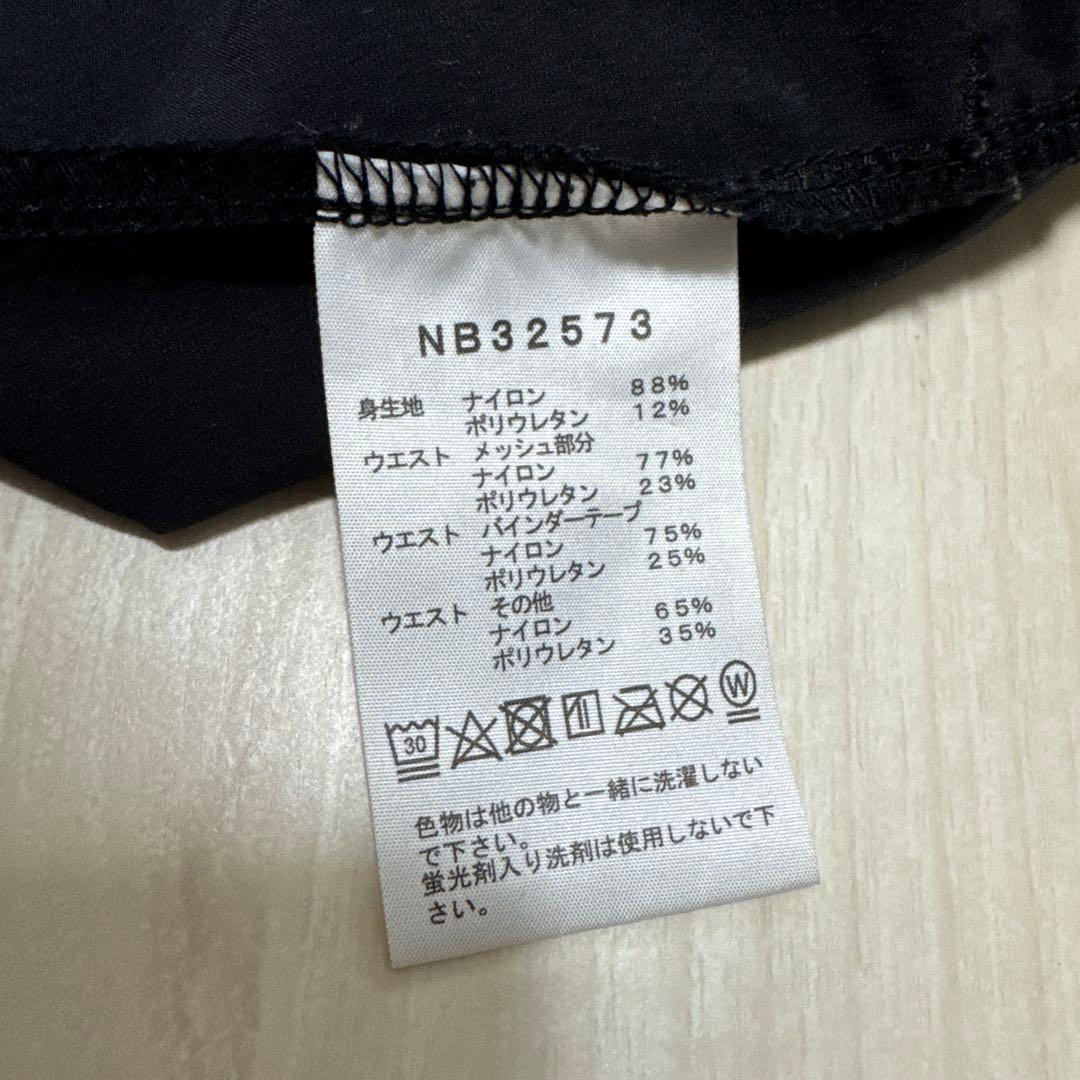 NB32573
身生地 ナイロン 88%
ポリウレタン 12%
ウエスト メッシュ部分
ナイロン 77%
ポリウレタン 23%
ウエスト バインダーテープ
ナイロン 75%
ポリウレタン 25%
ウエスト その他
ナイロン 65%
ポリウレタン 35%
30 W
色物は他の物と一緒に洗濯しない
で下さい。
蛍光剤入り洗剤は使用しないで下
さい。